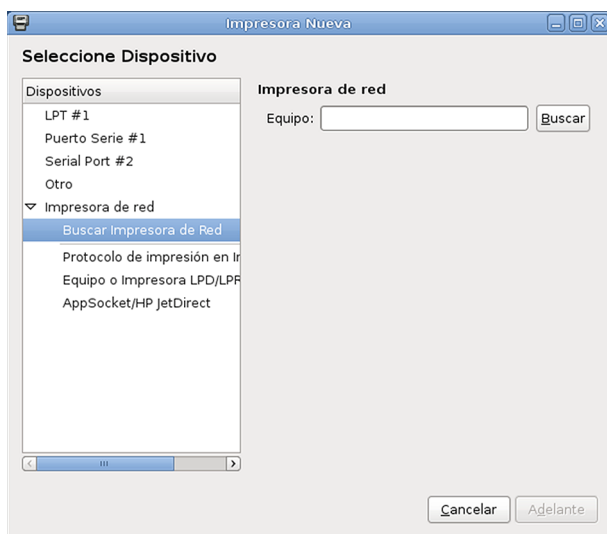 Impresora Nueva
Seleccione Dispositivo
Dispositivos
LPT #1
Puerto Serie #1
Serial Port #2
Otro
Impresora de red
Buscar Impresora de Red
Protocolo de impresión en
Equipo o Impresora LPD/LPR
AppSocket/HP JetDirect
Impresora de red
Equipo:
Buscar
Cancelar
Adelante